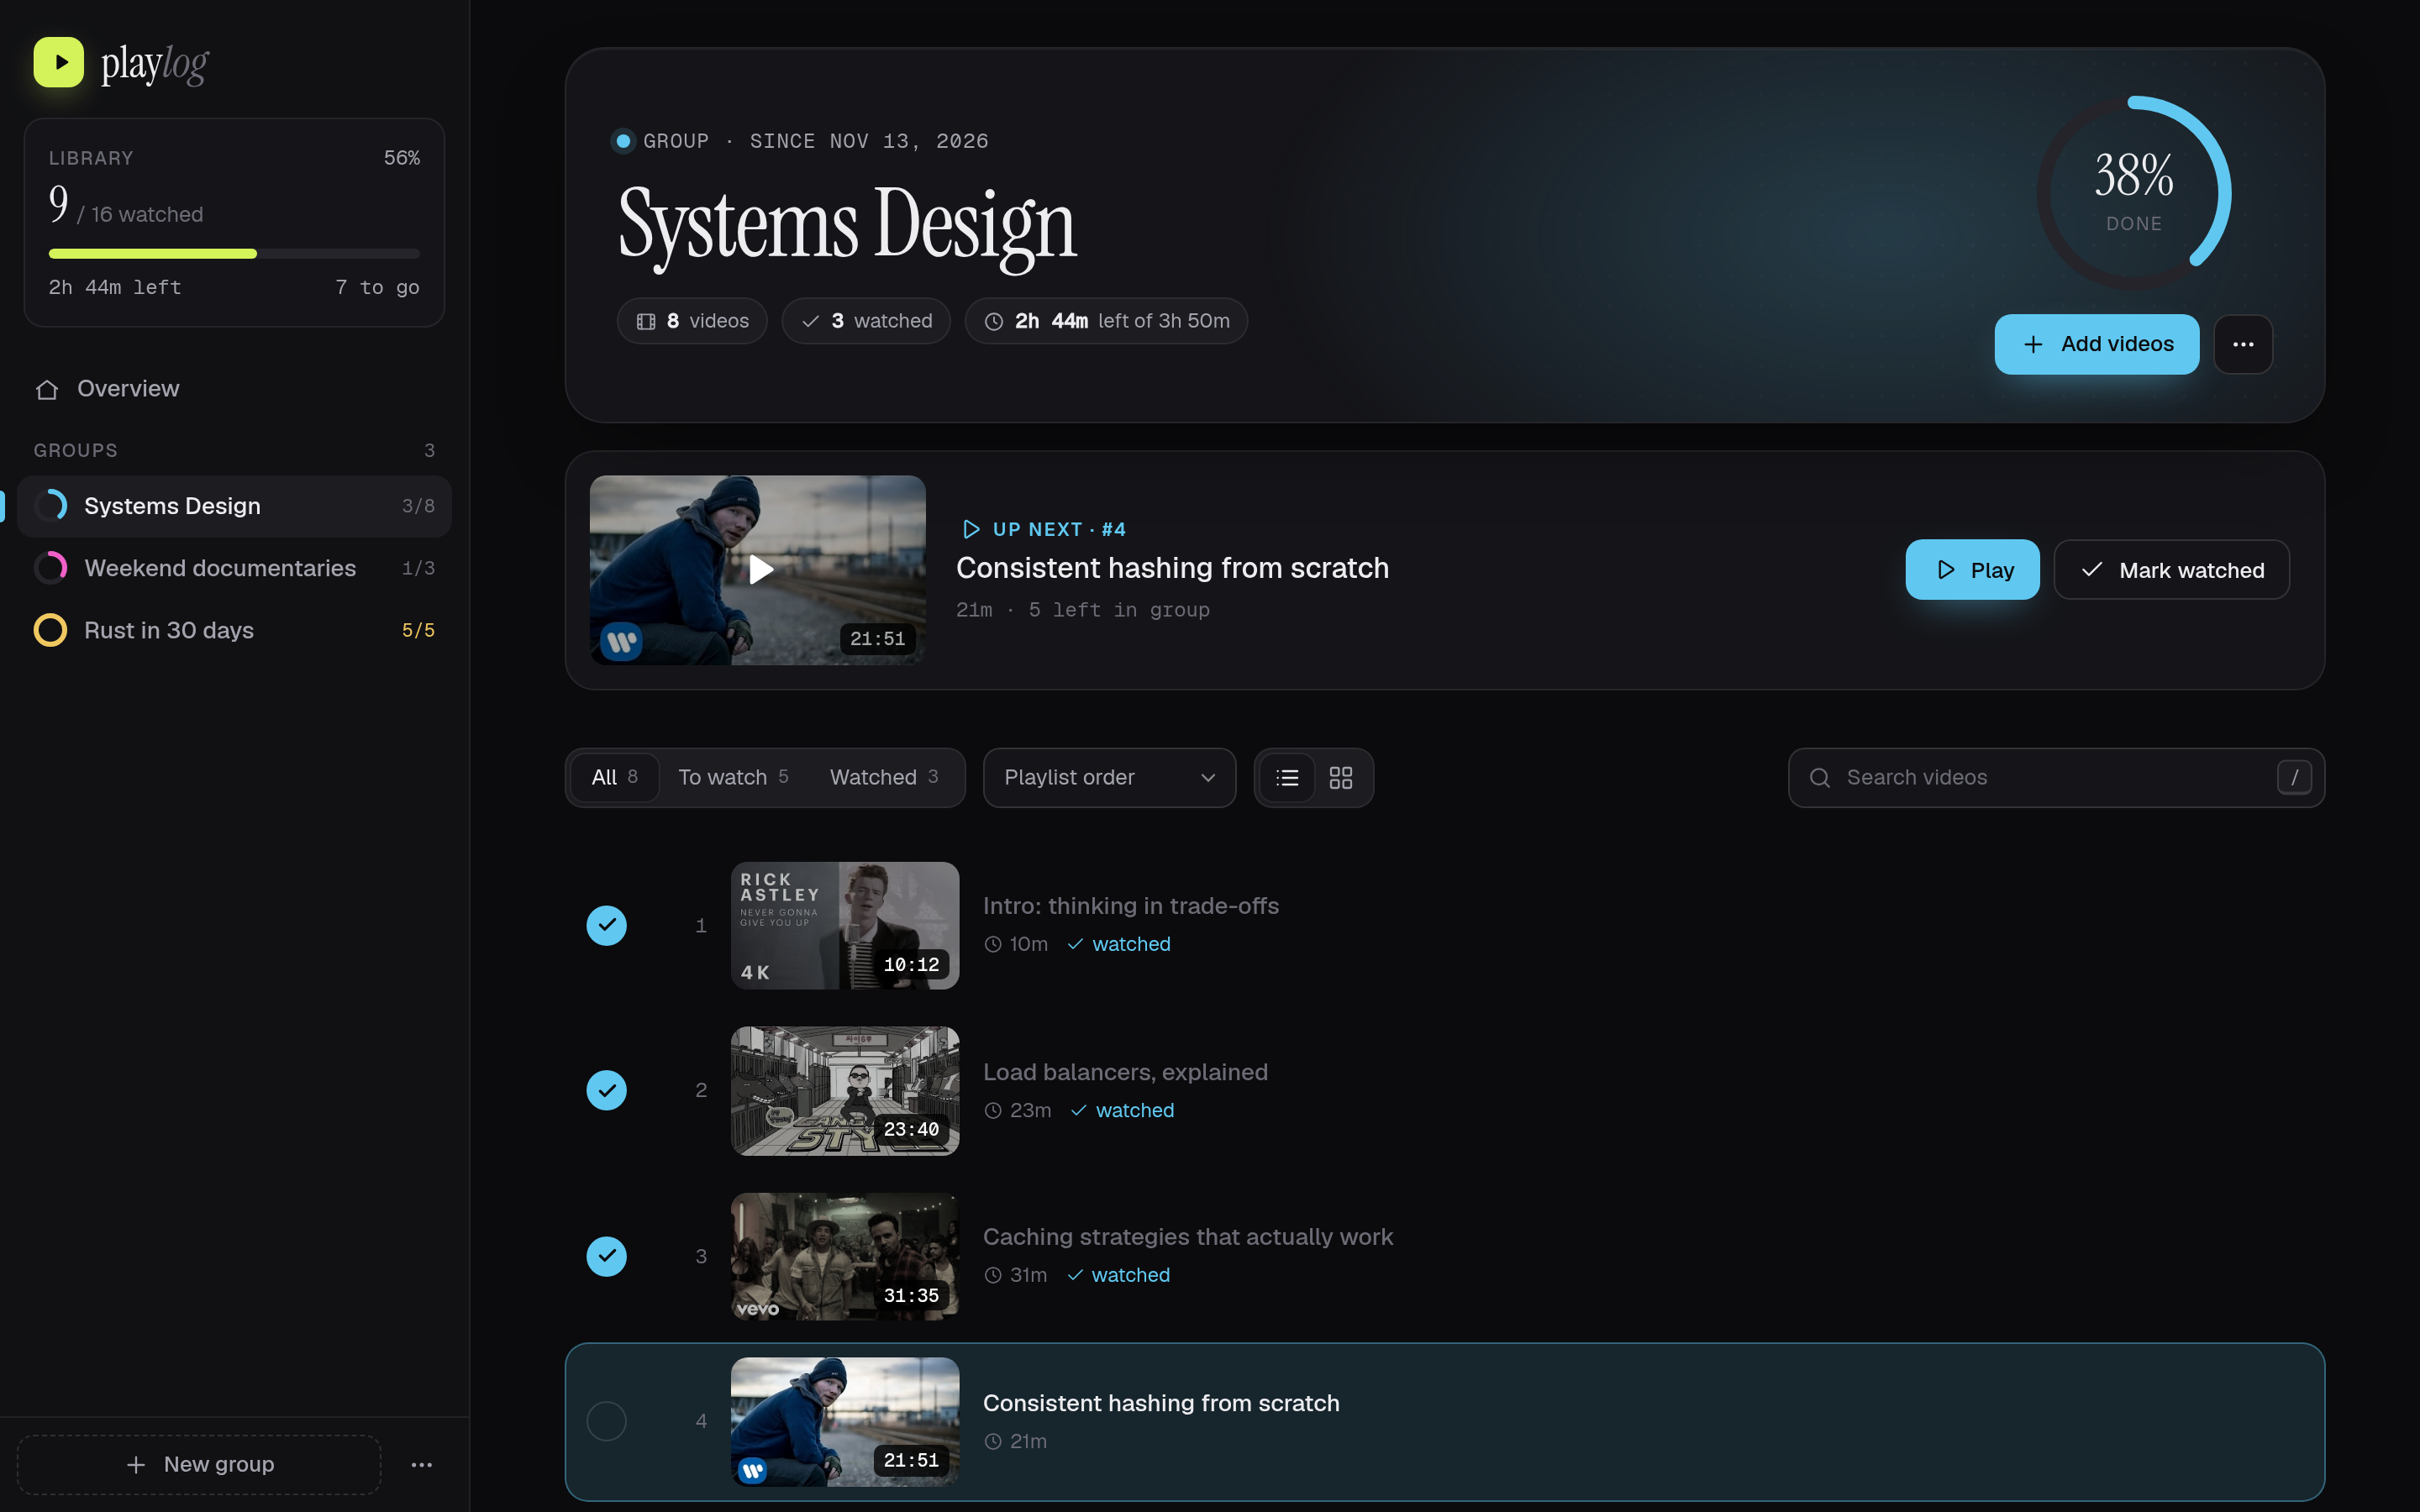 playlog
LIBRARY 56%
9 / 16 watched
2h 44m left 7 to go
Overview
GROUPS 3
Systems Design 3/8
Weekend documentaries 1/3
Rust in 30 days 5/5
New group
GROUP · SINCE NOV 13, 2026
Systems Design
8 videos 3 watched 2h 44m left of 3h 50m
38%
DONE
Add videos
21:51
UP NEXT · #4
Consistent hashing from scratch
21m · 5 left in group
Play Mark watched
All 8 To watch 5 Watched 3 Playlist order Search videos /
1
RICK
ASTLEY
NEVER GONNA
GIVE YOU UP
4K
10:12
Intro: thinking in trade-offs
10m watched
2
23:40
Load balancers, explained
23m watched
3
vevo
31:35
Caching strategies that actually work
31m watched
4
21:51
Consistent hashing from scratch
21m